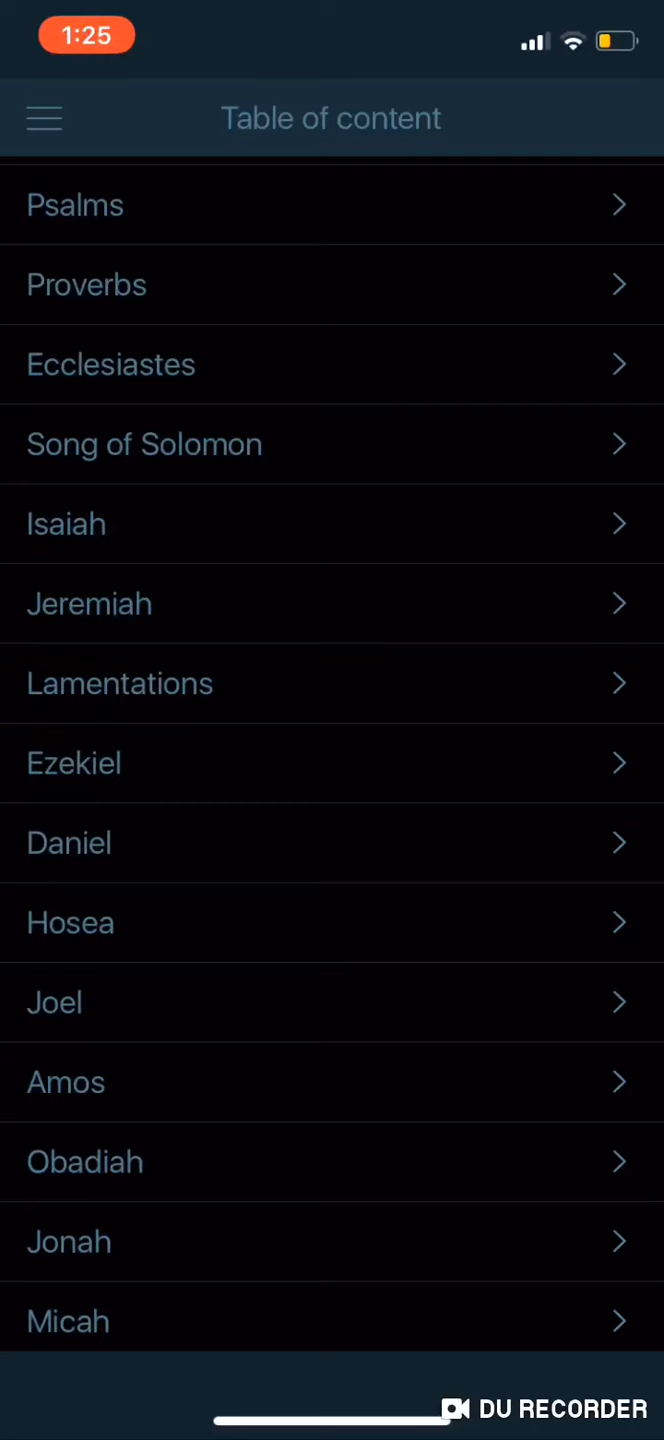 1:25
Table of content
Psalms
Proverbs
Ecclesiastes
Song of Solomon
Isaiah
Jeremiah
Lamentations
Ezekiel
Daniel
Hosea
Joel
Amos
Obadiah
Jonah
Micah
DU RECORDER